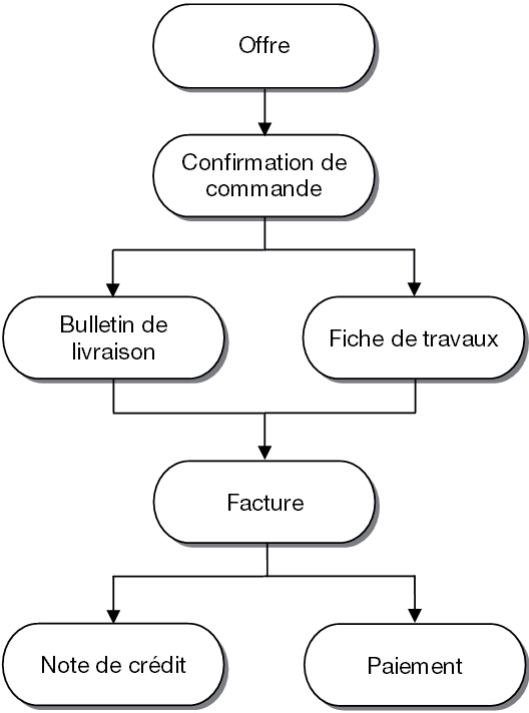 Offre
Confirmation de
commande
Bulletin de
livraison
Fiche de travaux
Facture
Note de crédit
Paiement